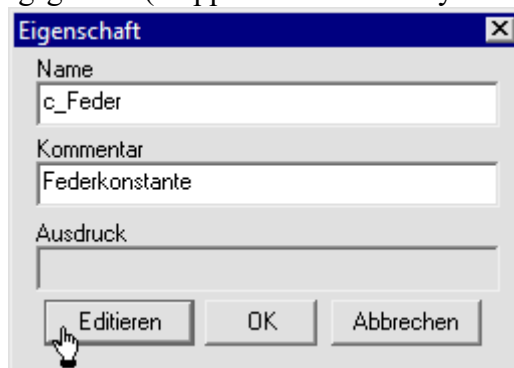 Eigenschaft
Name
c_Feder
Kommentar
Federkonstante
Ausdruck
Editieren OK Abbrechen